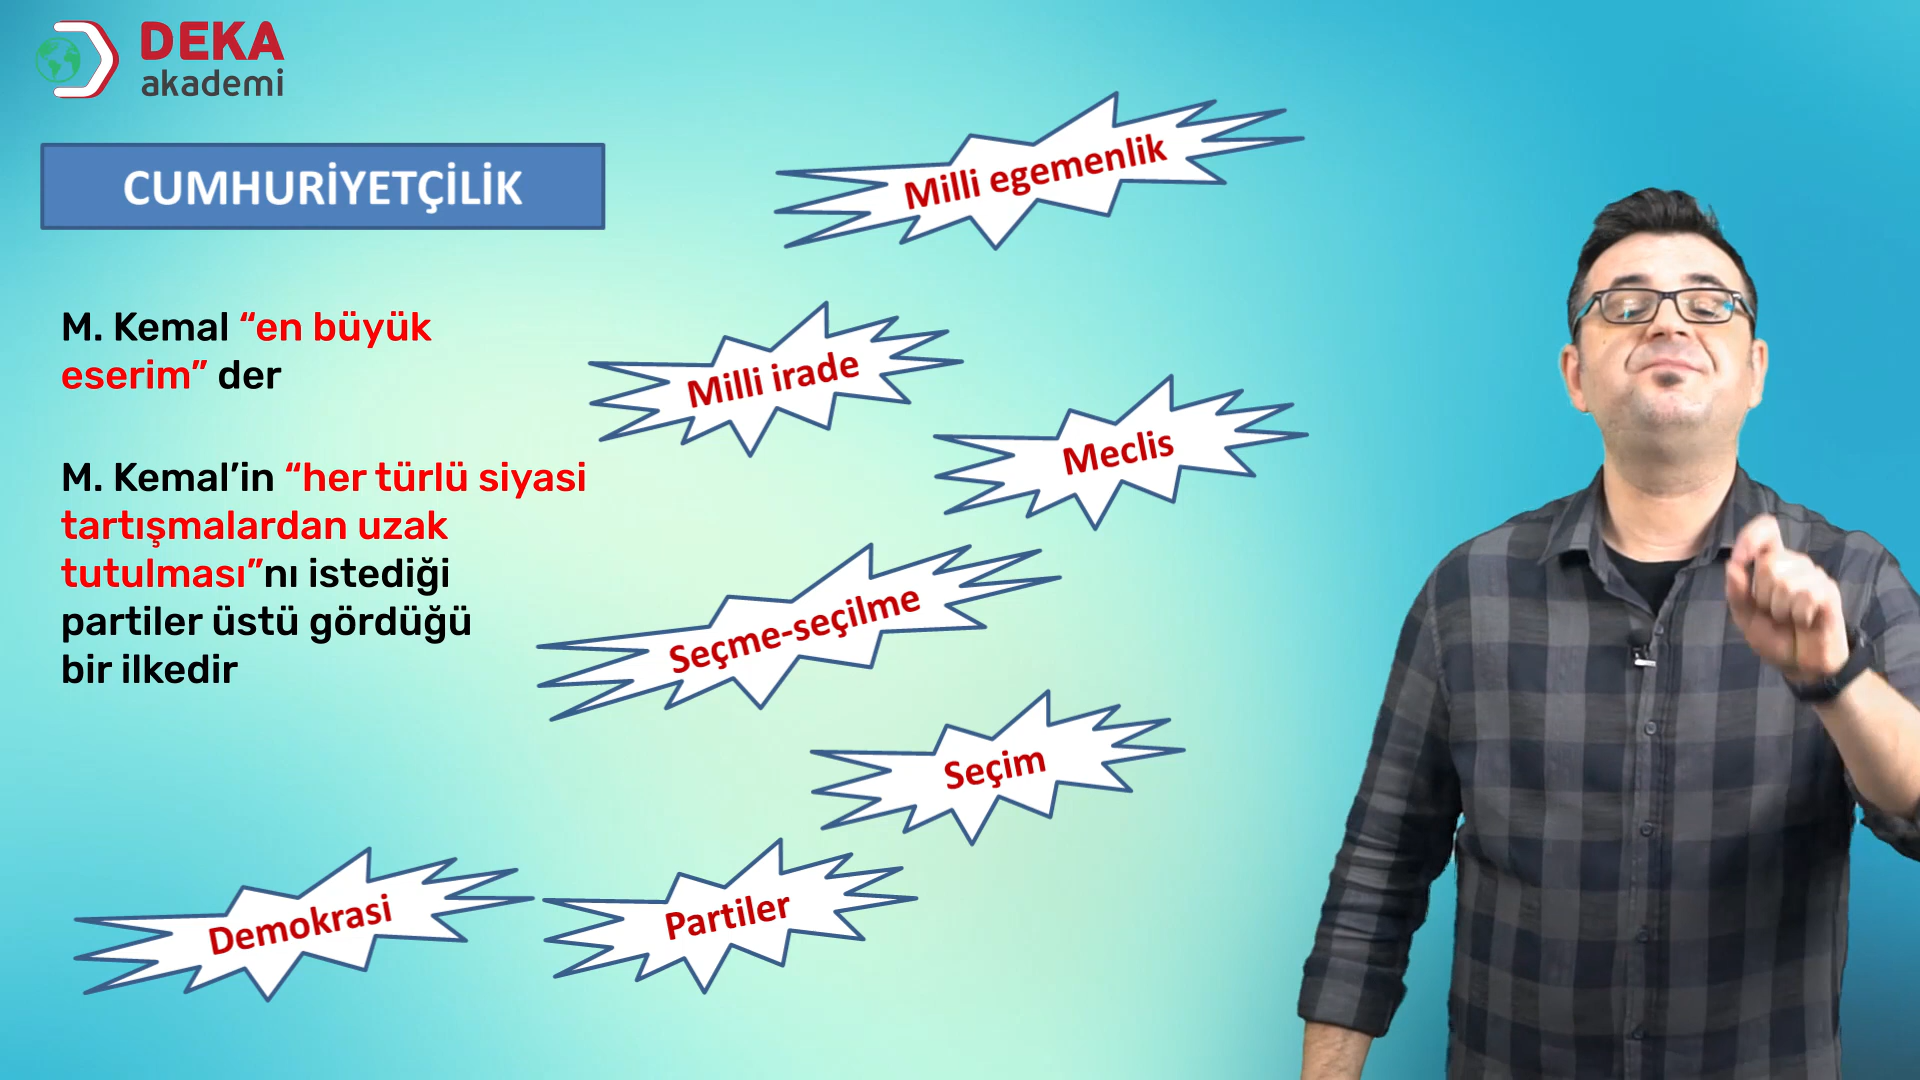 DEKA
akademi
CUMHURİYETÇİLİK
Milli egemenlik
M. Kemal “en büyük
eserim” der
Milli irade
Meclis
M. Kemal’in “her türlü siyasi
tartışmalardan uzak
tutulması”nı istediği
partiler üstü gördüğü
bir ilkedir
Seçme-seçilme
Seçim
Demokrasi
Partiler